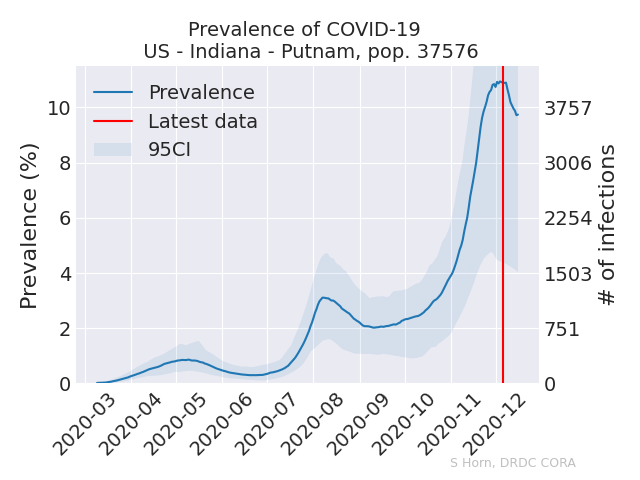 Prevalence of COVID-19
US - Indiana - Putnam, pop. 37576
Prevalence
Latest data
95CI
Prevalence (%)
10
8
6
4
2
0
3757
3006
2254
1503
751
0
# of infections
2020-03
2020-04
2020-05
2020-06
2020-07
2020-08
2020-09
2020-10
2020-11
2020-12
S Horn, DRDC CORA